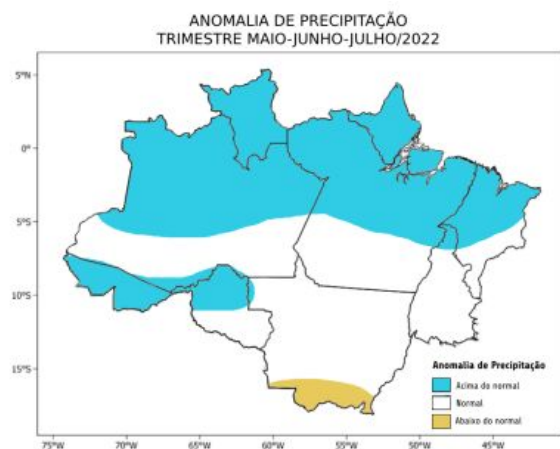 ANOMALIA DE PRECIPITAÇÃO
TRIMESTRE MAIO-JUNHO-JULHO/2022
5°N
0°
5°S
10°S
15°S
Anomalia de Precipitação
Acima do normal
Normal
Abaixo do normal
75°W 70°W 65°W 60°W 55°W 50°W 45°W